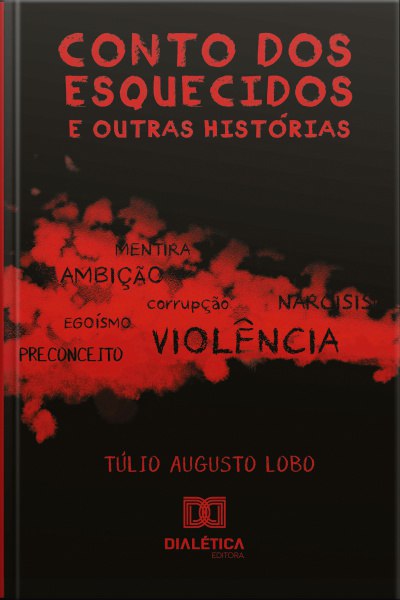 CONTO DOS
ESQUECIDOS
E OUTRAS HISTÓRIAS
MENTIRA
AMBIÇÃO
corrupção
NARCISIS
EGOÍSMO
VIOLÊNCIA
PRECONCEITO
TÚLIO AUGUSTO LOBO
DIALÉTICA
EDITORA